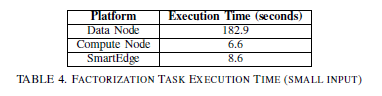 Platform Execution Time (seconds)
Data Node 182.9
Compute Node 6.6
SmartEdge 8.6
TABLE 4. FACTORIZATION TASK EXECUTION TIME (SMALL INPUT)